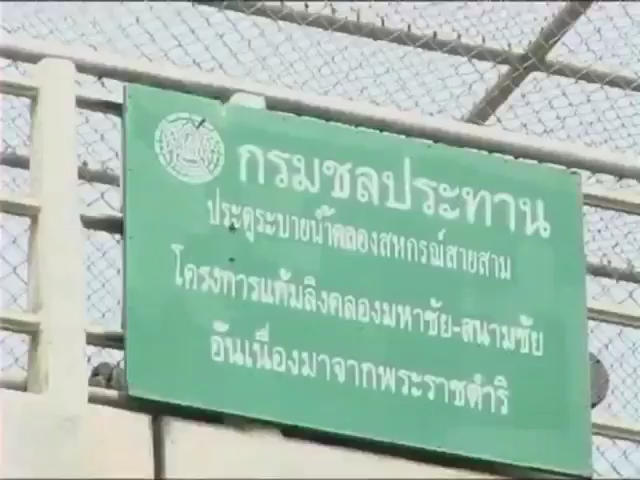 กรมชลประทาน
ประตูระบายน้ำคลองสหกรณ์สายสาม
โครงการแก้มลิงคลองมหาชัย-สนามชัย
อันเนื่องมาจากพระราชดำริ